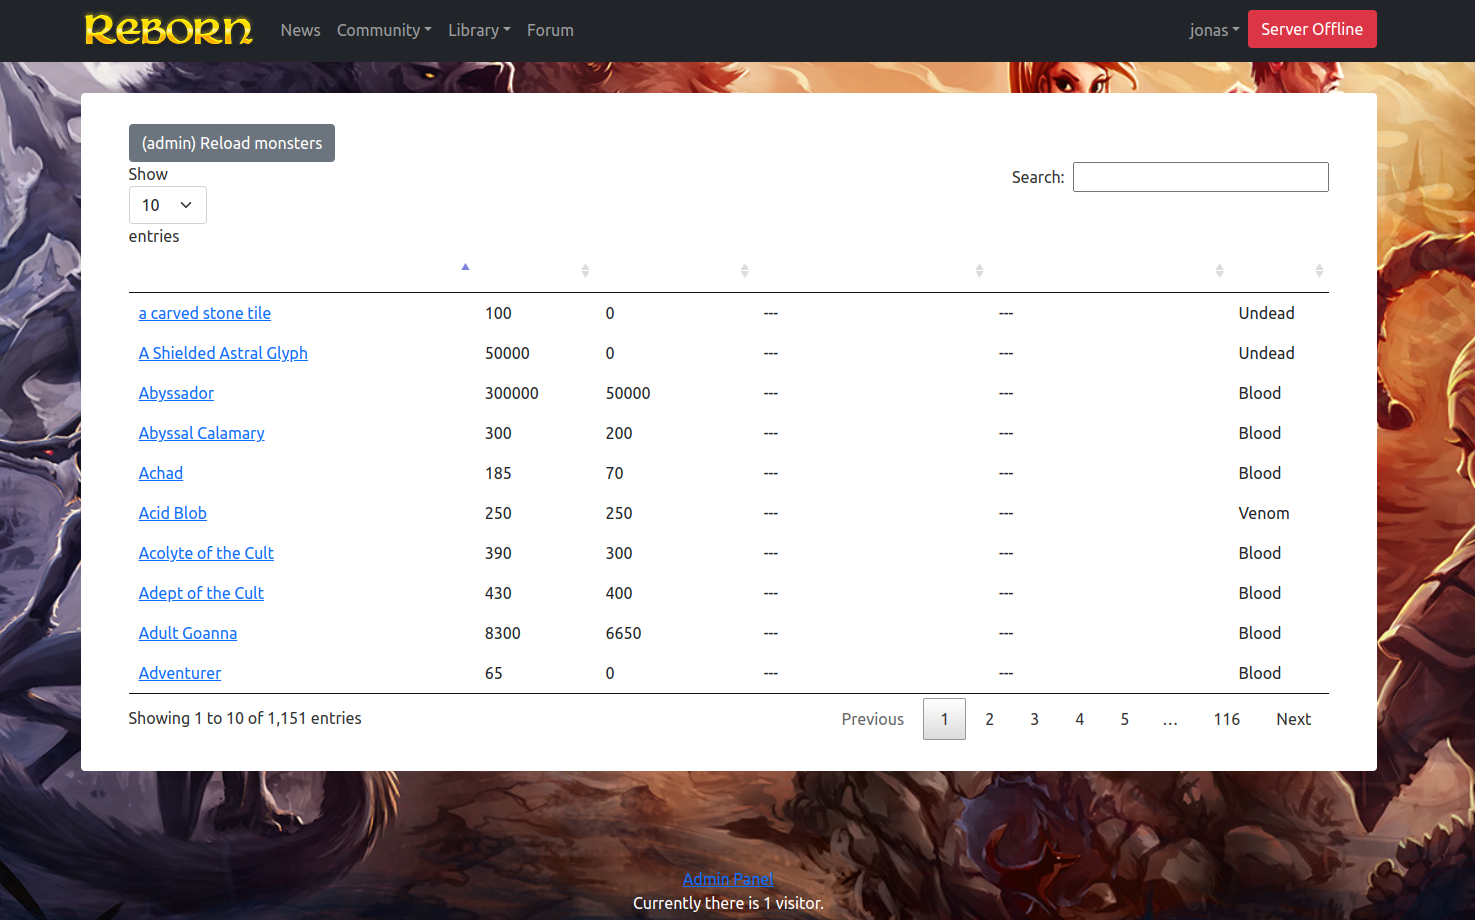 Reborn News Community Library Forum jonas Server Offline
(admin) Reload monsters
Show
10
entries
Search:
a carved stone tile 100 0 --- --- Undead
A Shielded Astral Glyph 50000 0 --- --- Undead
Abyssador 300000 50000 --- --- Blood
Abyssal Calamary 300 200 --- --- Blood
Achad 185 70 --- --- Blood
Acid Blob 250 250 --- --- Venom
Acolyte of the Cult 390 300 --- --- Blood
Adept of the Cult 430 400 --- --- Blood
Adult Goanna 8300 6650 --- --- Blood
Adventurer 65 0 --- --- Blood
Showing 1 to 10 of 1,151 entries Previous 1 2 3 4 5 … 116 Next
Admin Panel
Currently there is 1 visitor.